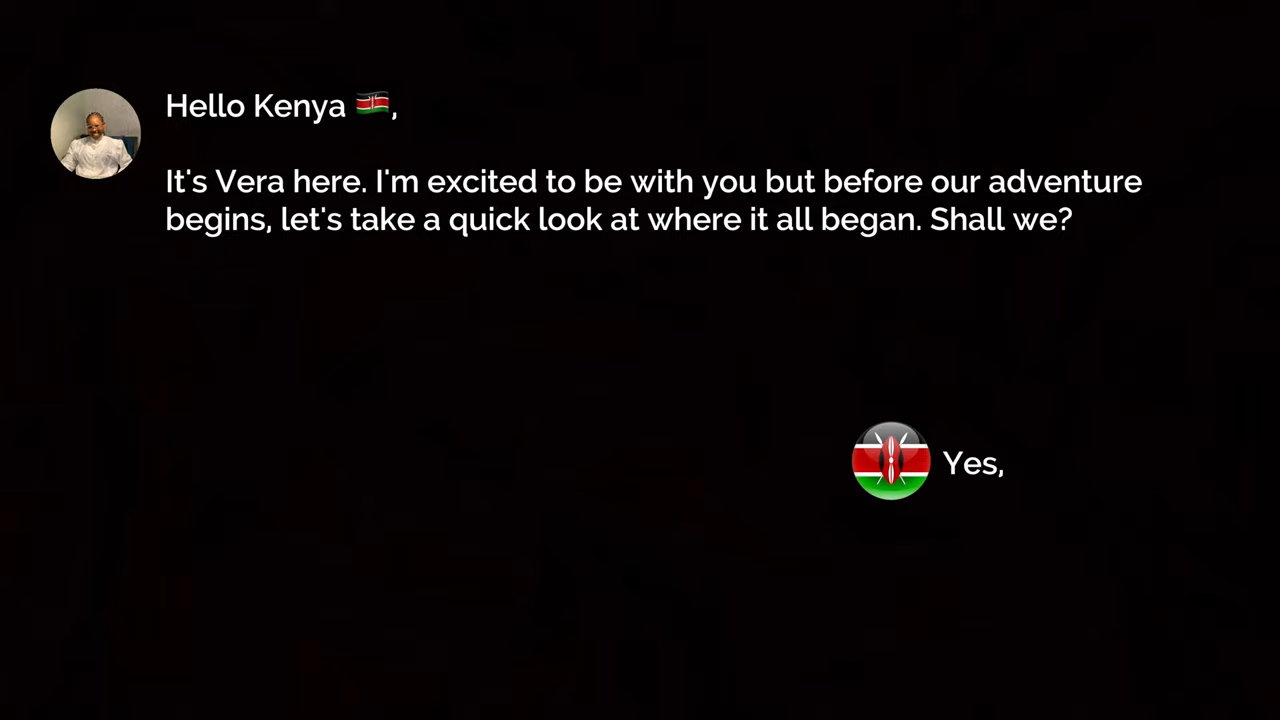 Hello Kenya 🇰🇪,
It's Vera here. I'm excited to be with you but before our adventure
begins, let's take a quick look at where it all began. Shall we?
Yes,